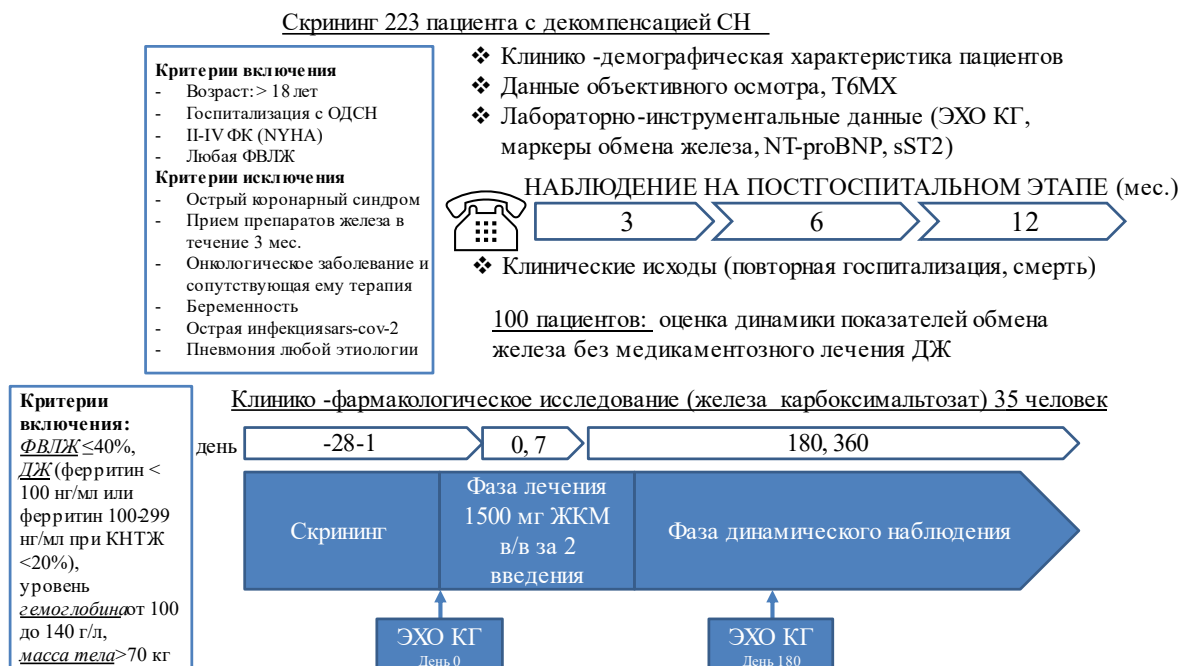 Скрининг 223 пациента с декомпенсацией СН
Критерии включения
- Возраст: > 18 лет
- Госпитализация с ОДСН
- II-IV ФК (NYHA)
- Любая ФВЛЖ
Критерии исключения
- Острый коронарный синдром
- Прием препаратов железа в
течение 3 мес.
- Онкологическое заболевание и
сопутствующая ему терапия
- Беременность
- Острая инфекцияsars-cov-2
- Пневмония любой этиологии
❖ Клинико -демографическая характеристика пациентов
❖ Данные объективного осмотра, Т6МХ
❖ Лабораторно-инструментальные данные (ЭХО КГ,
маркеры обмена железа, NT-proBNP, sST2)
НАБЛЮДЕНИЕ НА ПОСТГОСПИТАЛЬНОМ ЭТАПЕ (мес.)
3 6 12
❖ Клинические исходы (повторная госпитализация, смерть)
100 пациентов: оценка динамики показателей обмена
железа без медикаментозного лечения ДЖ
Критерии
включения:
ФВЛЖ ≤40%,
ДЖ (ферритин <
100 нг/мл или
ферритин 100-299
нг/мл при КНТЖ
<20%),
уровень
гемоглобина от 100
до 140 г/л,
масса тела>70 кг
Клинико -фармакологическое исследование (железа карбоксимальтозат) 35 человек
день -28-1 0, 7 180, 360
Скрининг
Фаза лечения
1500 мг ЖКМ
в/в за 2
введения
Фаза динамического наблюдения
ЭХО КГ
День 0
ЭХО КГ
День 180